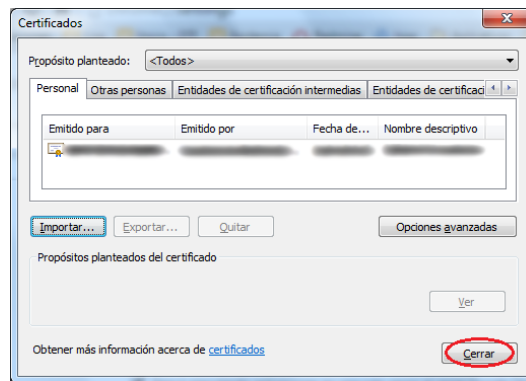 Certificados
Propósito planteado: <Todos>
Personal Otras personas Entidades de certificación intermedias Entidades de certificaci
Emitido para Emitido por Fecha de... Nombre descriptivo
Importar... Exportar... Quitar Opciones avanzadas
Propósitos planteados del certificado
Ver
Obtener más información acerca de certificados
Cerrar